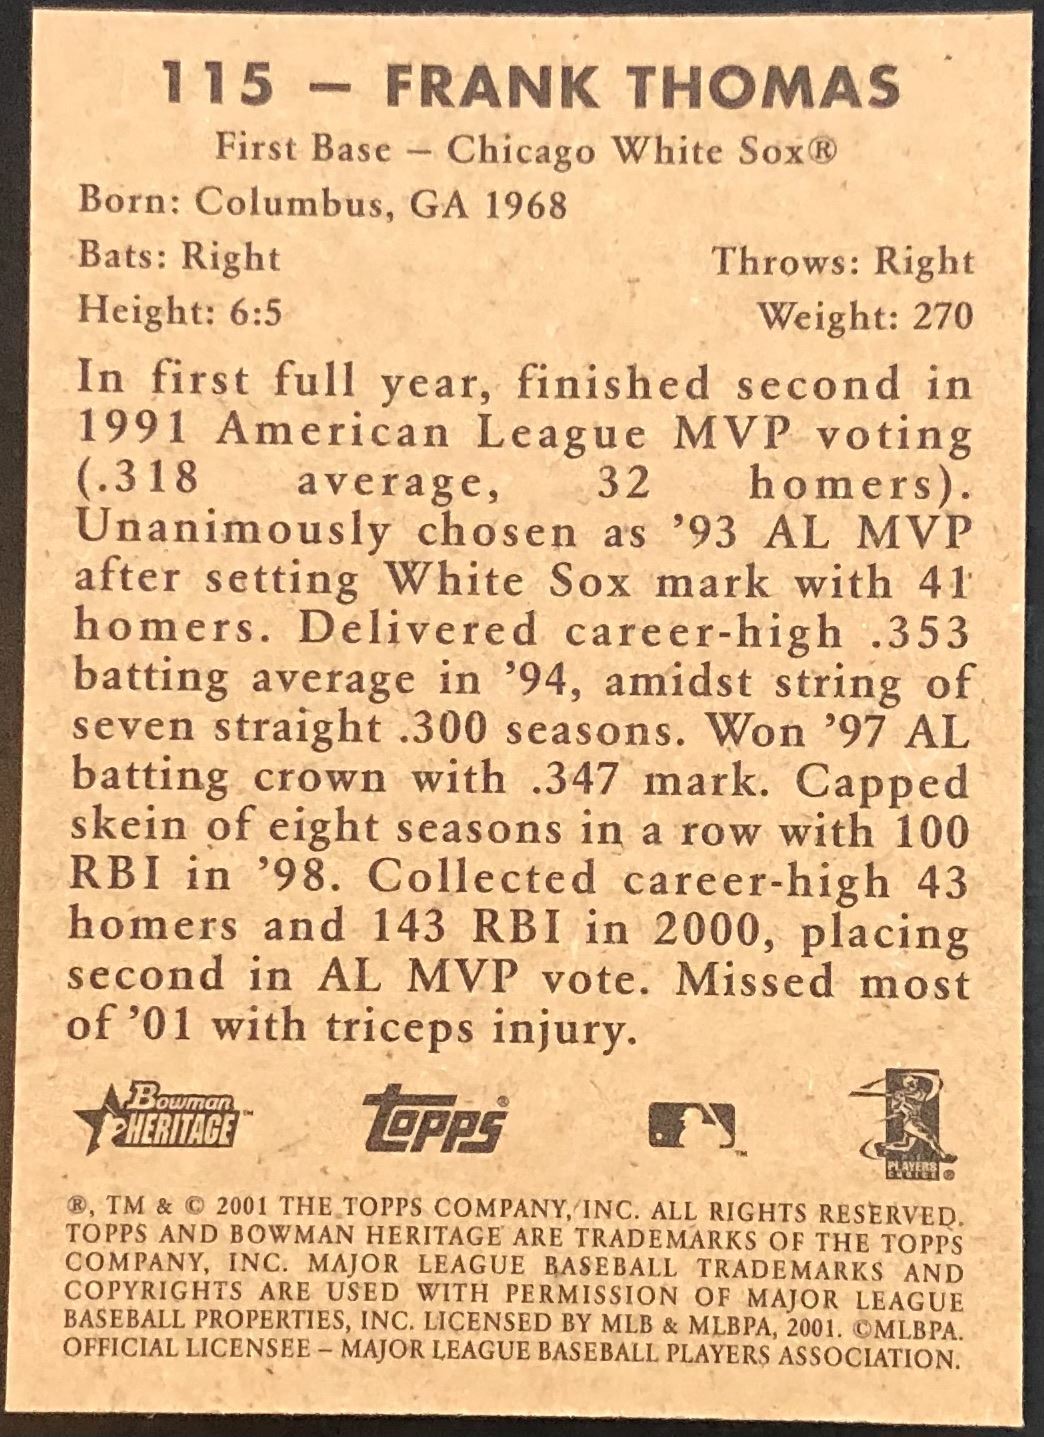 115 – FRANK THOMAS
First Base – Chicago White Sox®
Born: Columbus, GA 1968
Bats: Right Throws: Right
Height: 6:5 Weight: 270
In first full year, finished second in
1991 American League MVP voting
(.318 average, 32 homers).
Unanimously chosen as ’93 AL MVP
after setting White Sox mark with 41
homers. Delivered career-high .353
batting average in ’94, amidst string of
seven straight .300 seasons. Won ’97 AL
batting crown with .347 mark. Capped
skein of eight seasons in a row with 100
RBI in ’98. Collected career-high 43
homers and 143 RBI in 2000, placing
second in AL MVP vote. Missed most
of ’01 with triceps injury.
Bowman
HERITAGE™
TOPPS®
™
PLAYERS
CHOICE®
®, TM & © 2001 THE TOPPS COMPANY, INC. ALL RIGHTS RESERVED.
TOPPS AND BOWMAN HERITAGE ARE TRADEMARKS OF THE TOPPS
COMPANY, INC. MAJOR LEAGUE BASEBALL TRADEMARKS AND
COPYRIGHTS ARE USED WITH PERMISSION OF MAJOR LEAGUE
BASEBALL PROPERTIES, INC. LICENSED BY MLB & MLBPA, 2001. ©MLBPA.
OFFICIAL LICENSEE – MAJOR LEAGUE BASEBALL PLAYERS ASSOCIATION.